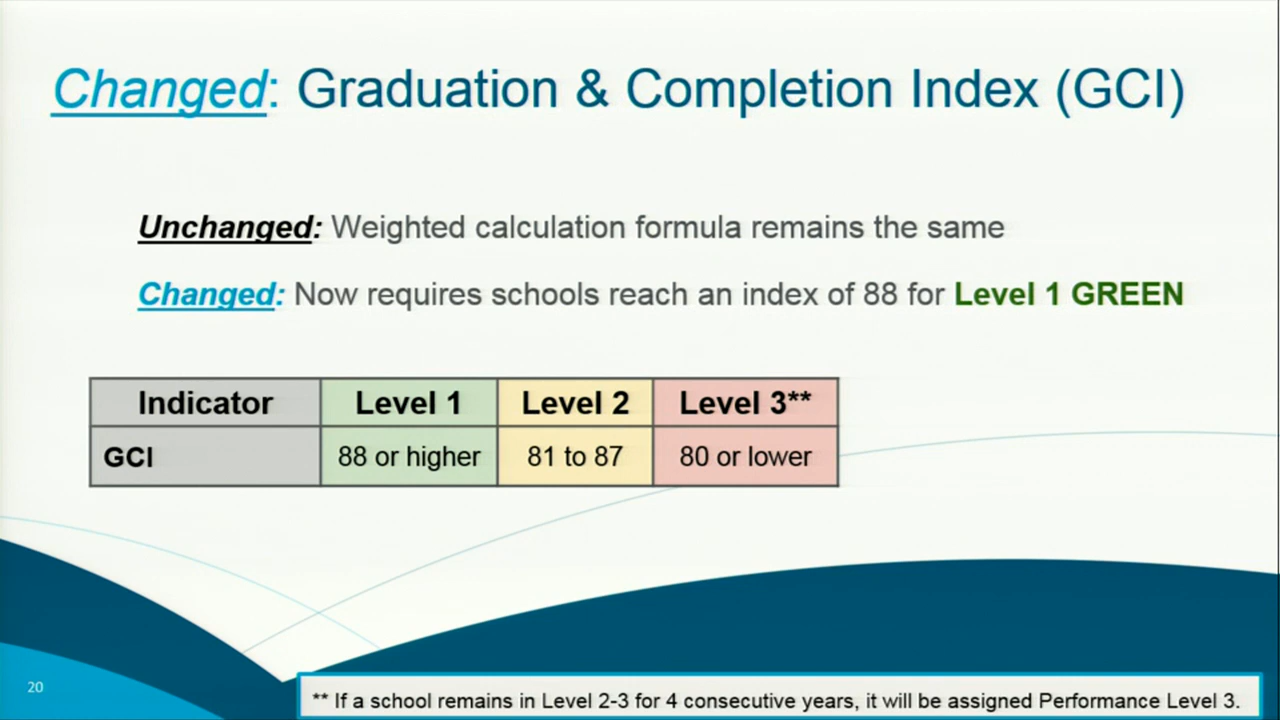 Changed: Graduation & Completion Index (GCI)
Unchanged: Weighted calculation formula remains the same
Changed: Now requires schools reach an index of 88 for Level 1 GREEN
Indicator Level 1 Level 2 Level 3**
GCI 88 or higher 81 to 87 80 or lower
20
** If a school remains in Level 2-3 for 4 consecutive years, it will be assigned Performance Level 3.